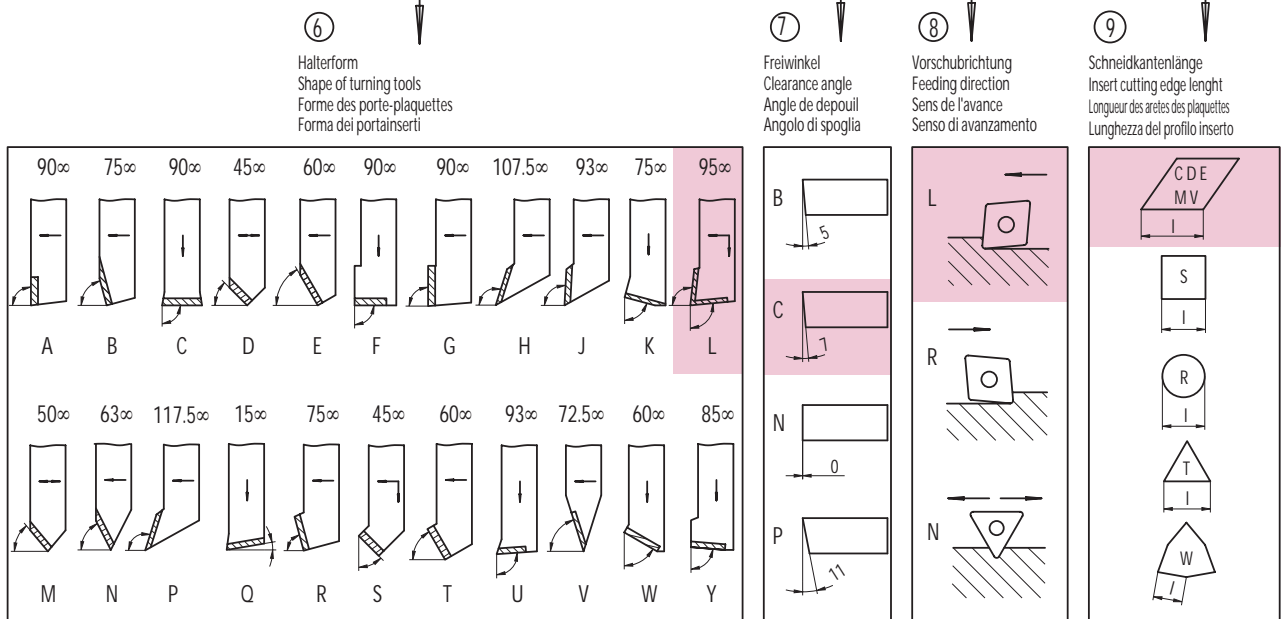 6
Halterform
Shape of turning tools
Forme des porte-plaquettes
Forma dei portainserti
90∞ 75∞ 90∞ 45∞ 60∞ 90∞ 90∞ 107.5∞ 93∞ 75∞ 95∞
A B C D E F G H J K L
50∞ 63∞ 117.5∞ 15∞ 75∞ 45∞ 60∞ 93∞ 72.5∞ 60∞ 85∞
M N P Q R S T U V W Y
7
Freiwinkel
Clearance angle
Angle de depouil
Angolo di spoglia
B
5
C
7
N
0
P
11
8
Vorschubrichtung
Feeding direction
Sens de l'avance
Senso di avanzamento
L
R
N
9
Schneidkantenlänge
Insert cutting edge lenght
Longueur des aretes des plaquettes
Lunghezza del profilo inserto
C D E
M V
l
S
l
R
l
T
l
W
l